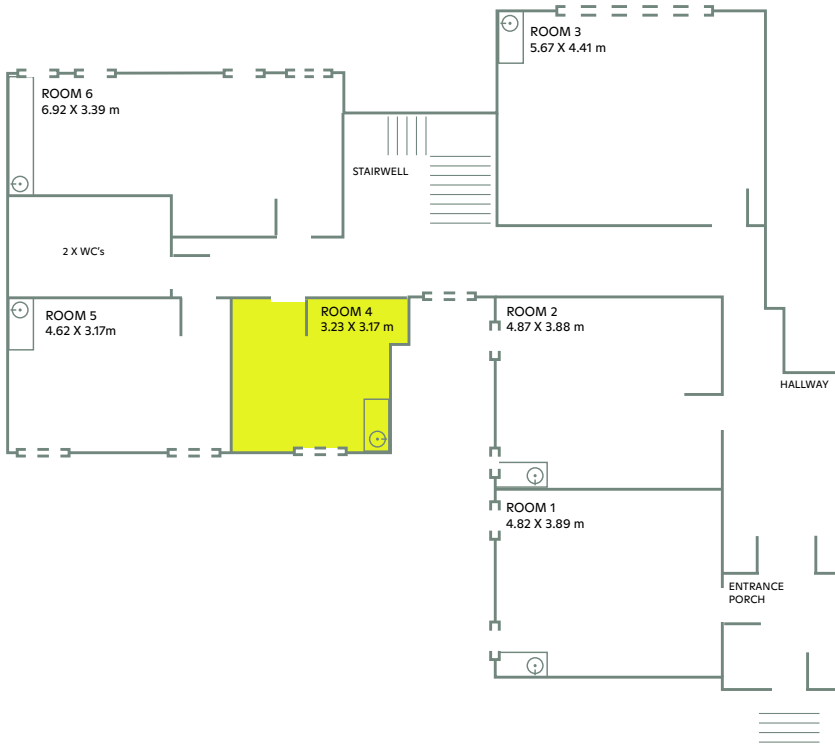 ROOM 3
5.67 X 4.41 m
ROOM 6
6.92 X 3.39 m
STAIRWELL
2 X WC's
ROOM 5
4.62 X 3.17m
ROOM 4
3.23 X 3.17 m
ROOM 2
4.87 X 3.88 m
HALLWAY
ROOM 1
4.82 X 3.89 m
ENTRANCE
PORCH